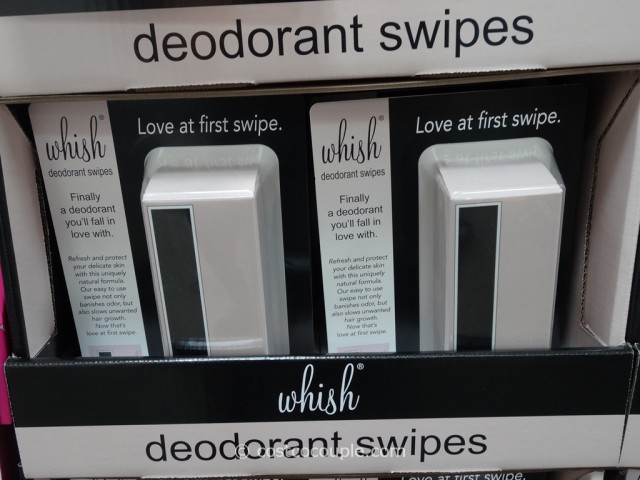 deodorant swipes
whish®
deodorant swipes
Finally
a deodorant
you'll fall in
love with.
Refresh and protect
your delicate skin
with this uniquely
natural formula.
Our easy to use
swipe not only
banishes odor, but
also slows unwanted
hair growth.
Now that's
love at first swipe.
Love at first swipe.
whish®
deodorant swipes
Finally
a deodorant
you'll fall in
love with.
Refresh and protect
your delicate skin
with this uniquely
natural formula.
Our easy to use
swipe not only
banishes odor, but
also slows unwanted
hair growth.
Now that's
love at first swipe.
Love at first swipe.
whish®
deodorant swipes
© costcocouple.com
Love at first swipe.